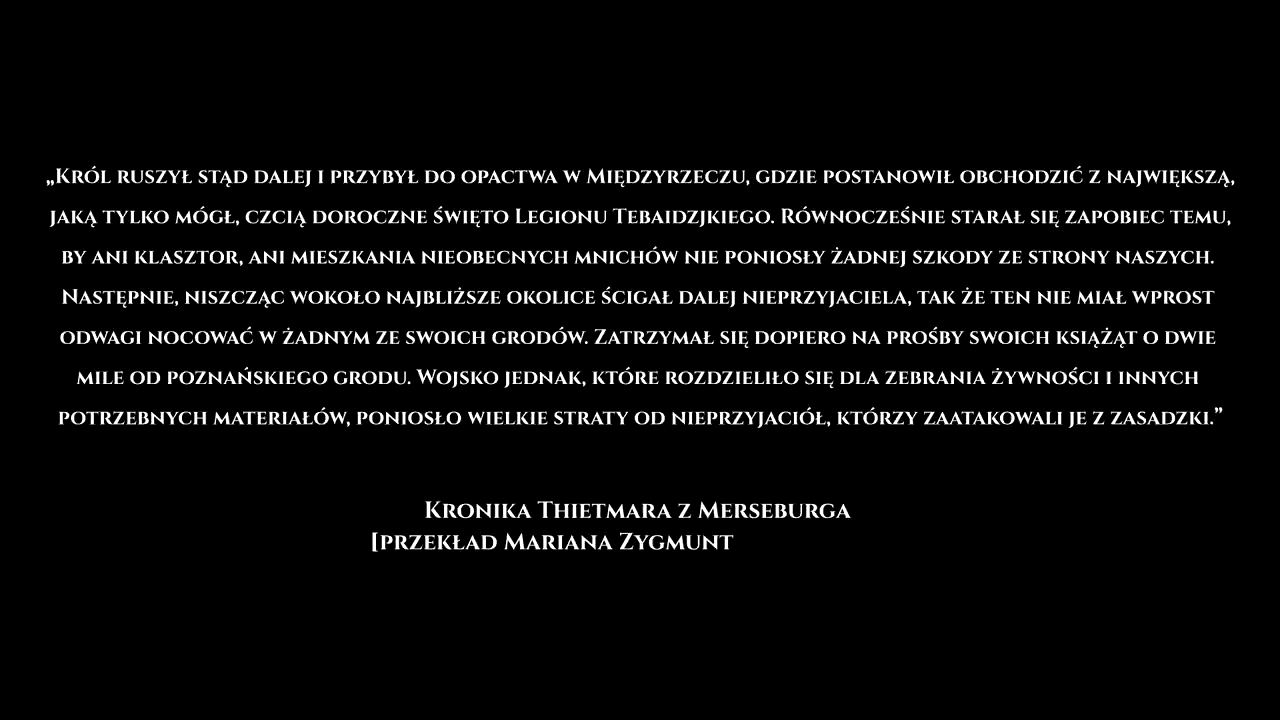 „Król ruszył stąd dalej i przybył do opactwa w Międzyrzeczu, gdzie postanowił obchodzić z największą,
jaką tylko mógł, czcią doroczne święto Legionu Tebaidzjkiego. Równocześnie starał się zapobiec temu,
by ani klasztor, ani mieszkania nieobecnych mnichów nie poniosły żadnej szkody ze strony naszych.
Następnie, niszcząc wokoło najbliższe okolice ścigał dalej nieprzyjaciela, tak że ten nie miał wprost
odwagi nocować w żadnym ze swoich grodów. Zatrzymał się dopiero na prośby swoich książąt o dwie
mile od poznańskiego grodu. Wojsko jednak, które rozdzieliło się dla zebrania żywności i innych
potrzebnych materiałów, poniosło wielkie straty od nieprzyjaciół, którzy zaatakowali je z zasadzki.”
Kronika Thietmara z Merseburga
[przekład Mariana Zygmunt